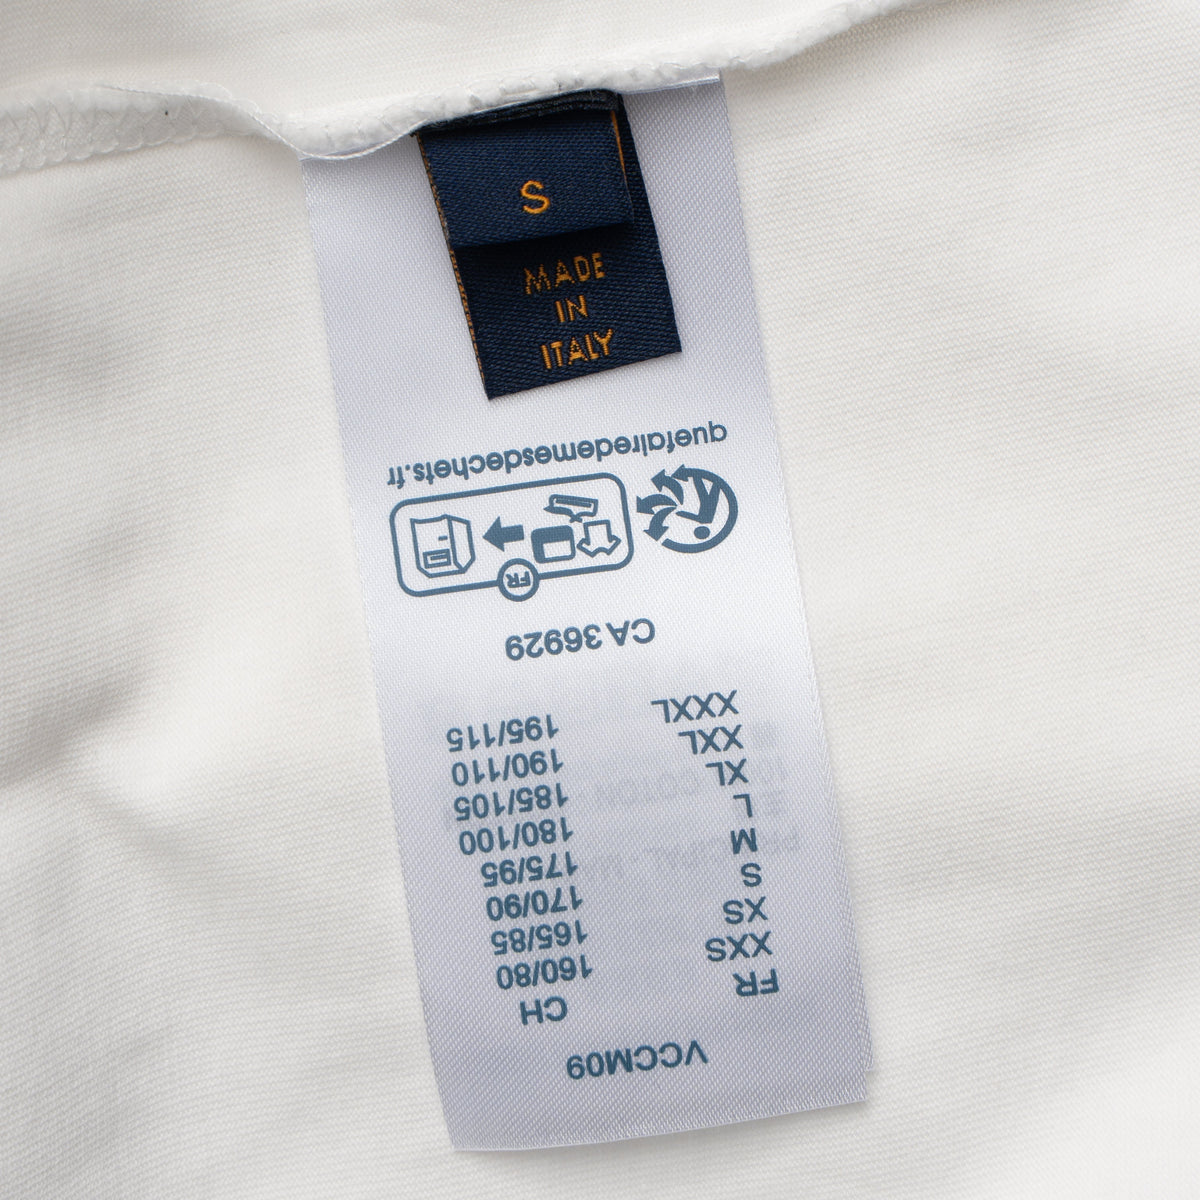 S
MADE
IN
ITALY
VCCM09
FR CH
XXS 160/80
XS 165/85
S 170/90
M 175/95
L 180/100
XL 185/105
XXL 190/110
XXXL 195/115
CA 36929
FR
quefairedemesdechets.fr